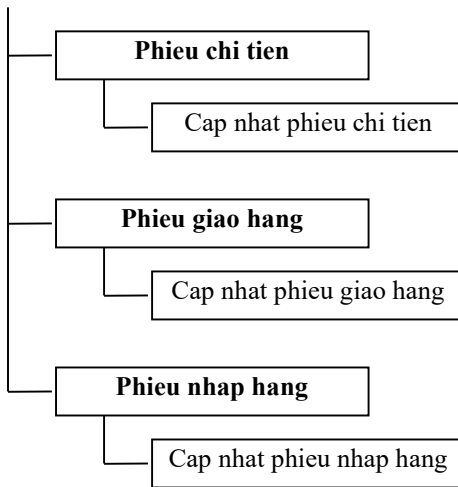 Phieu chi tien
Cap nhat phieu chi tien
Phieu giao hang
Cap nhat phieu giao hang
Phieu nhap hang
Cap nhat phieu nhap hang